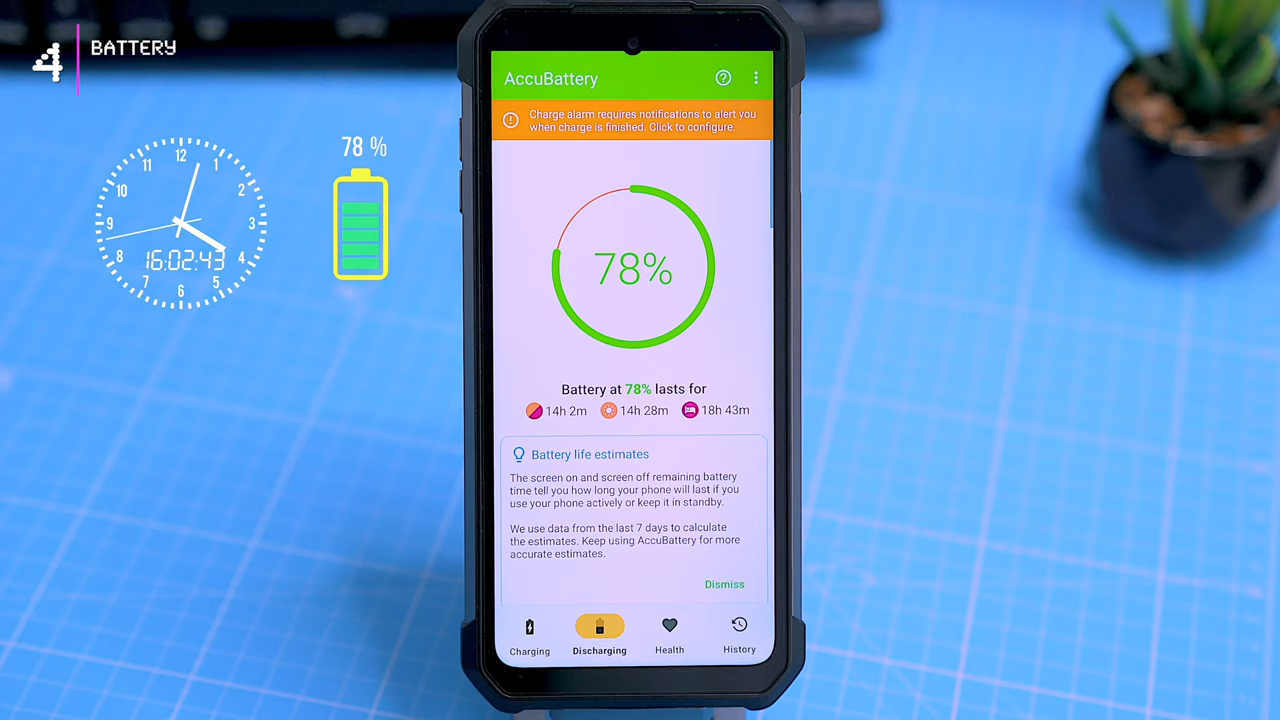 4
BATTERY
78 %
12
1
2
3
4
5
6
7
8
9
10
11
16:02:43
AccuBattery
Charge alarm requires notifications to alert you
when charge is finished. Click to configure.
78%
Battery at 78% lasts for
14h 2m 14h 28m 18h 43m
Battery life estimates
The screen on and screen off remaining battery
time tell you how long your phone will last if you
use your phone actively or keep it in standby.
We use data from the last 7 days to calculate
the estimates. Keep using AccuBattery for more
accurate estimates.
Dismiss
Charging Discharging Health History